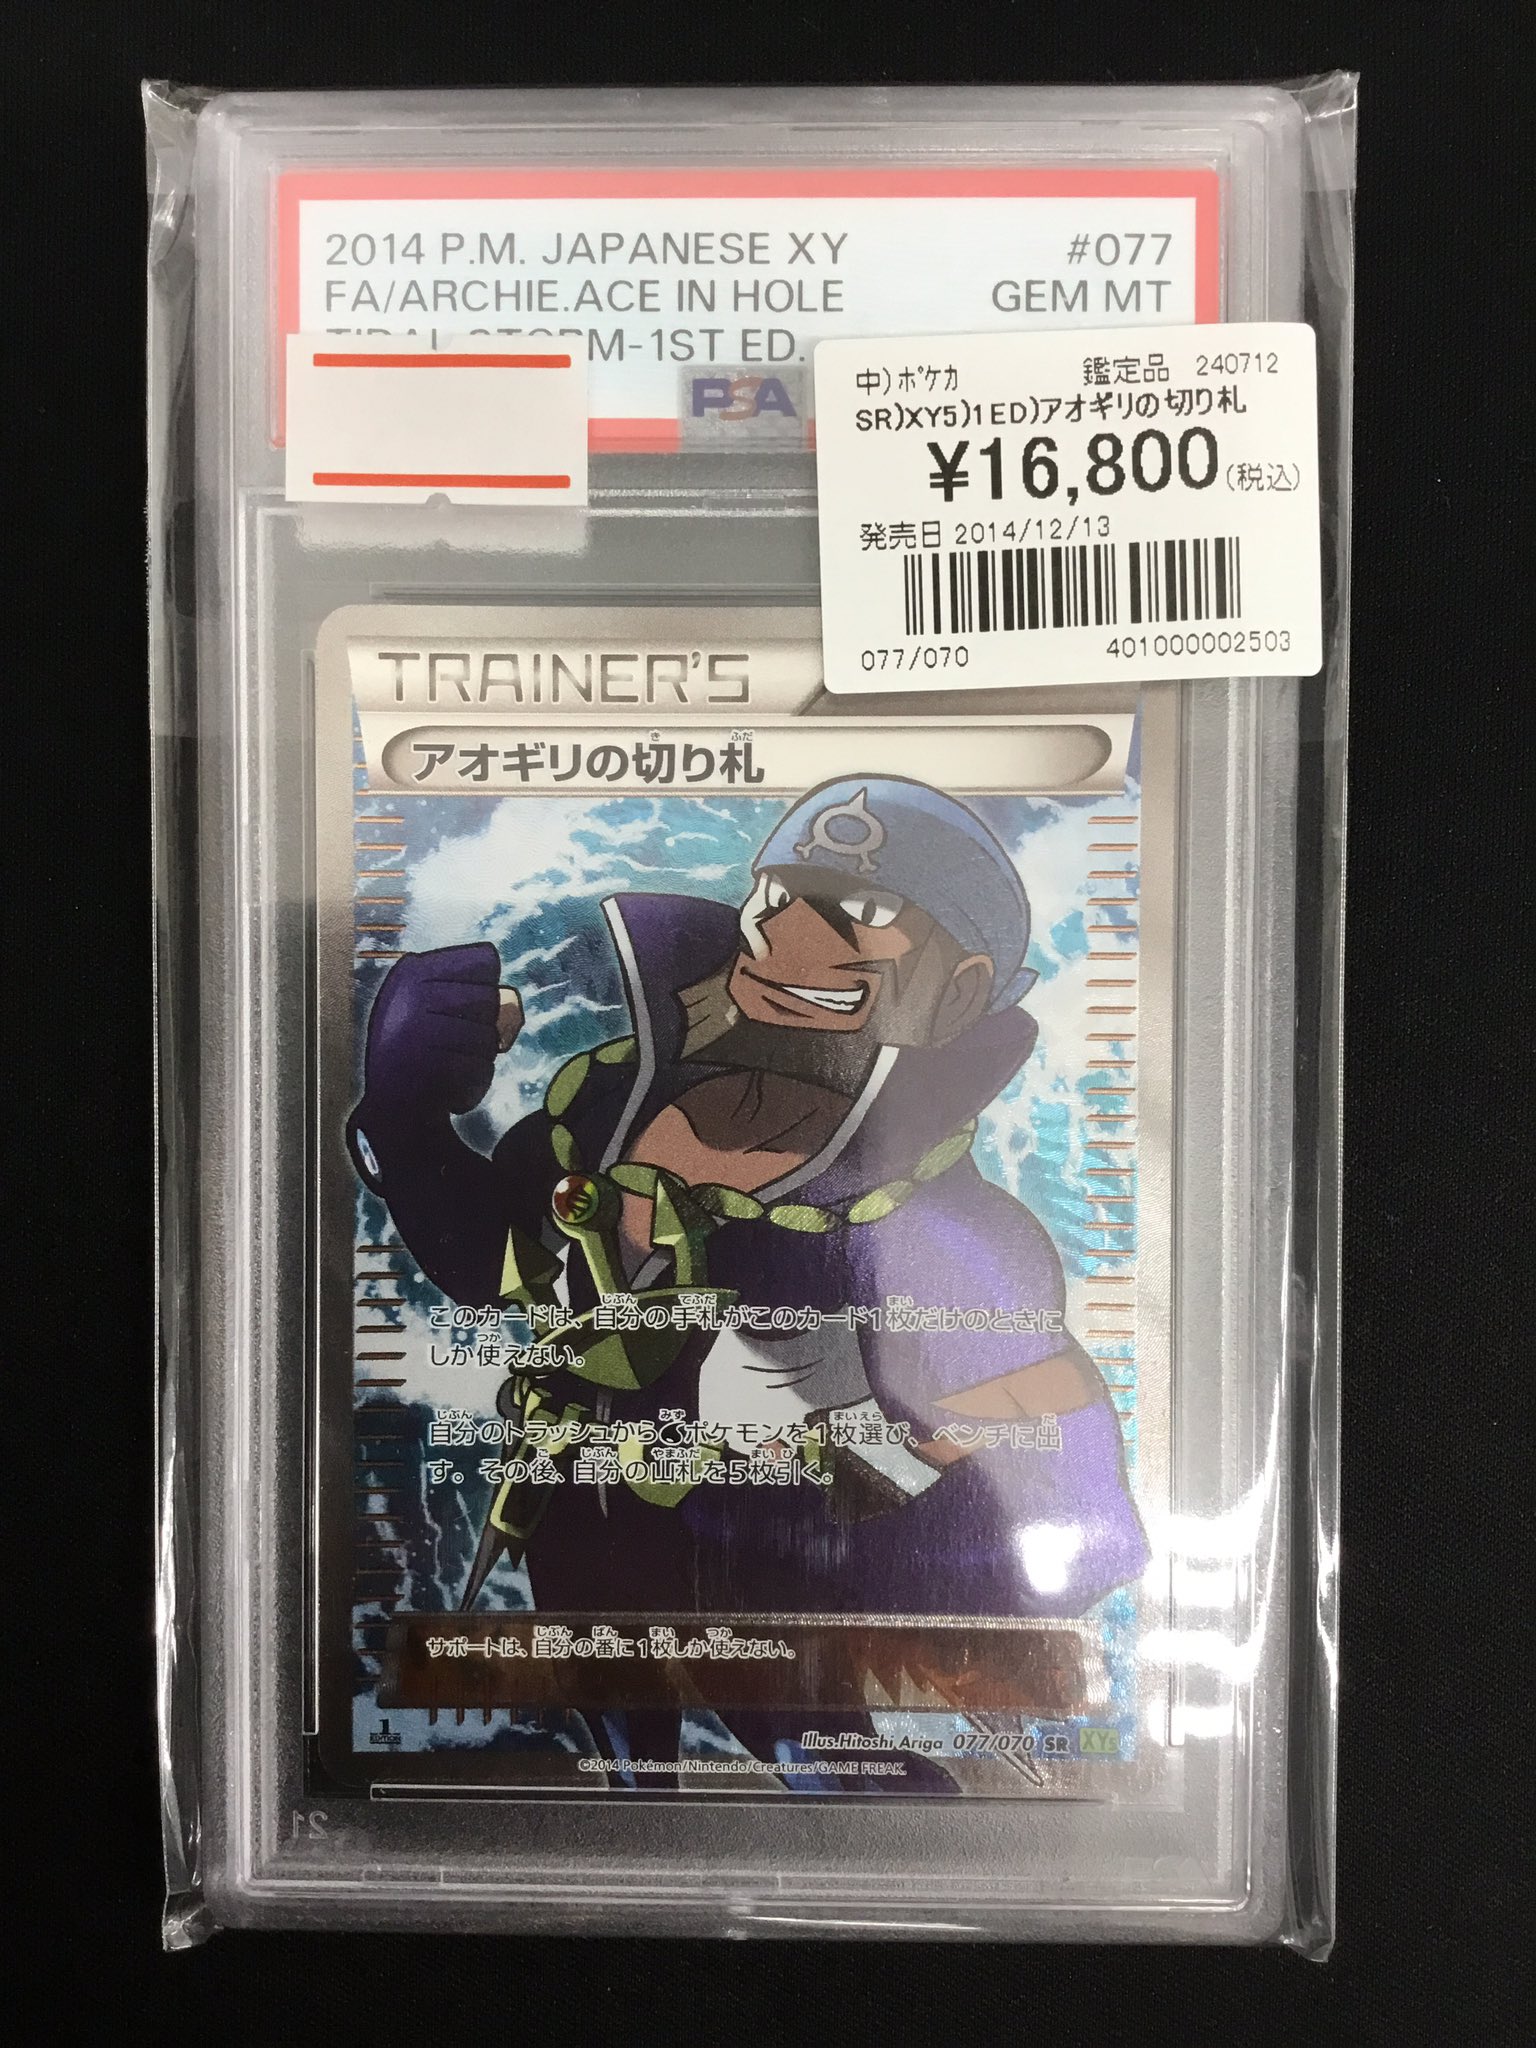 2014 P.M. JAPANESE XY #077
FA/ARCHIE.ACE IN HOLE GEM MT
TIDAL STORM-1ST ED.
PSA
中)ポケカ 鑑定品 240712
SR)XY5)1ED)アオギリの切り札
¥16,800(税込)
発売日 2014/12/13
077/070 401000002503
TRAINER'S
アオギリの切り札
このカードは、自分の手札がこのカード1枚だけのときに
しか使えない。
自分のトラッシュからポケモンを1枚選び、ベンチに出
す。その後、自分の山札を5枚引く。
サポートは、自分の番に1枚しか使えない。
1 EDITION
Illus.Hitoshi Ariga 077/070 SR XY5
©2014 Pokémon/Nintendo/Creatures/GAME FREAK.
21